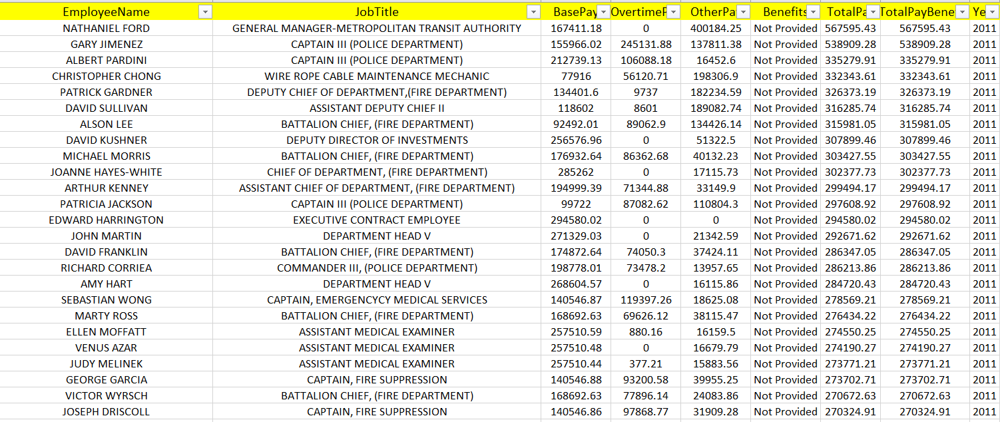 EmployeeName JobTitle BasePay OvertimeP OtherPa Benefits TotalPa TotalPayBene Ye
NATHANIEL FORD GENERAL MANAGER-METROPOLITAN TRANSIT AUTHORITY 167411.18 0 400184.25 Not Provided 567595.43 567595.43 2011
GARY JIMENEZ CAPTAIN III (POLICE DEPARTMENT) 155966.02 245131.88 137811.38 Not Provided 538909.28 538909.28 2011
ALBERT PARDINI CAPTAIN III (POLICE DEPARTMENT) 212739.13 106088.18 16452.6 Not Provided 335279.91 335279.91 2011
CHRISTOPHER CHONG WIRE ROPE CABLE MAINTENANCE MECHANIC 77916 56120.71 198306.9 Not Provided 332343.61 332343.61 2011
PATRICK GARDNER DEPUTY CHIEF OF DEPARTMENT,(FIRE DEPARTMENT) 134401.6 9737 182234.59 Not Provided 326373.19 326373.19 2011
DAVID SULLIVAN ASSISTANT DEPUTY CHIEF II 118602 8601 189082.74 Not Provided 316285.74 316285.74 2011
ALSON LEE BATTALION CHIEF, (FIRE DEPARTMENT) 92492.01 89062.9 134426.14 Not Provided 315981.05 315981.05 2011
DAVID KUSHNER DEPUTY DIRECTOR OF INVESTMENTS 256576.96 0 51322.5 Not Provided 307899.46 307899.46 2011
MICHAEL MORRIS BATTALION CHIEF, (FIRE DEPARTMENT) 176932.64 86362.68 40132.23 Not Provided 303427.55 303427.55 2011
JOANNE HAYES-WHITE CHIEF OF DEPARTMENT, (FIRE DEPARTMENT) 285262 0 17115.73 Not Provided 302377.73 302377.73 2011
ARTHUR KENNEY ASSISTANT CHIEF OF DEPARTMENT, (FIRE DEPARTMENT) 194999.39 71344.88 33149.9 Not Provided 299494.17 299494.17 2011
PATRICIA JACKSON CAPTAIN III (POLICE DEPARTMENT) 99722 87082.62 110804.3 Not Provided 297608.92 297608.92 2011
EDWARD HARRINGTON EXECUTIVE CONTRACT EMPLOYEE 294580.02 0 0 Not Provided 294580.02 294580.02 2011
JOHN MARTIN DEPARTMENT HEAD V 271329.03 0 21342.59 Not Provided 292671.62 292671.62 2011
DAVID FRANKLIN BATTALION CHIEF, (FIRE DEPARTMENT) 174872.64 74050.3 37424.11 Not Provided 286347.05 286347.05 2011
RICHARD CORRIEA COMMANDER III, (POLICE DEPARTMENT) 198778.01 73478.2 13957.65 Not Provided 286213.86 286213.86 2011
AMY HART DEPARTMENT HEAD V 268604.57 0 16115.86 Not Provided 284720.43 284720.43 2011
SEBASTIAN WONG CAPTAIN, EMERGENCYCY MEDICAL SERVICES 140546.87 119397.26 18625.08 Not Provided 278569.21 278569.21 2011
MARTY ROSS BATTALION CHIEF, (FIRE DEPARTMENT) 168692.63 69626.12 38115.47 Not Provided 276434.22 276434.22 2011
ELLEN MOFFATT ASSISTANT MEDICAL EXAMINER 257510.59 880.16 16159.5 Not Provided 274550.25 274550.25 2011
VENUS AZAR ASSISTANT MEDICAL EXAMINER 257510.48 0 16679.79 Not Provided 274190.27 274190.27 2011
JUDY MELINEK ASSISTANT MEDICAL EXAMINER 257510.44 377.21 15883.56 Not Provided 273771.21 273771.21 2011
GEORGE GARCIA CAPTAIN, FIRE SUPPRESSION 140546.88 93200.58 39955.25 Not Provided 273702.71 273702.71 2011
VICTOR WYRSCH BATTALION CHIEF, (FIRE DEPARTMENT) 168692.63 77896.14 24083.86 Not Provided 270672.63 270672.63 2011
JOSEPH DRISCOLL CAPTAIN, FIRE SUPPRESSION 140546.86 97868.77 31909.28 Not Provided 270324.91 270324.91 2011